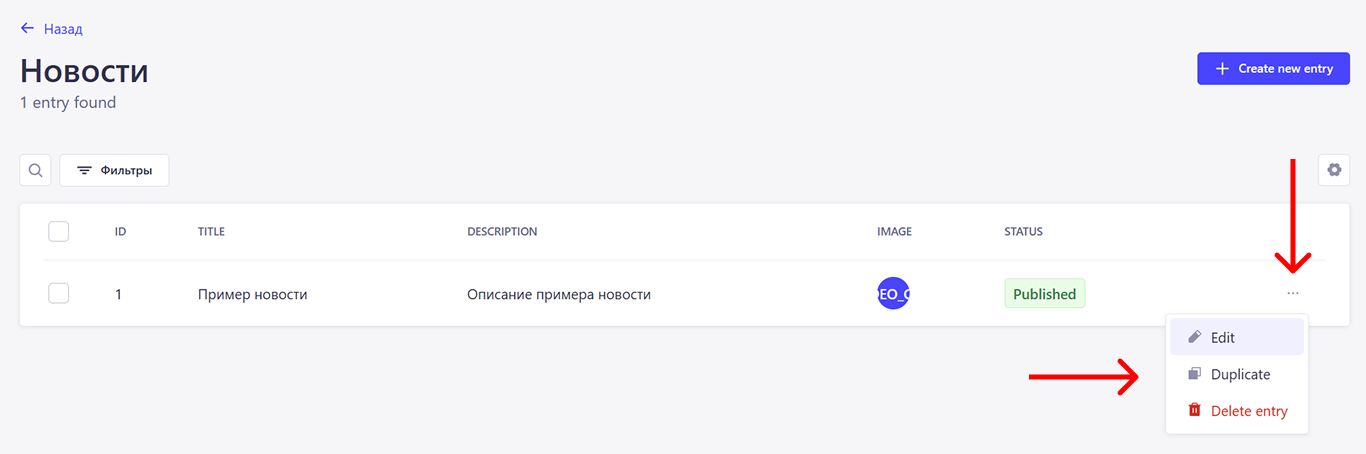 Назад
Новости
Create new entry
1 entry found
Фильтры
ID TITLE DESCRIPTION IMAGE STATUS
1 Пример новости Описание примера новости Published
Edit
Duplicate
Delete entry